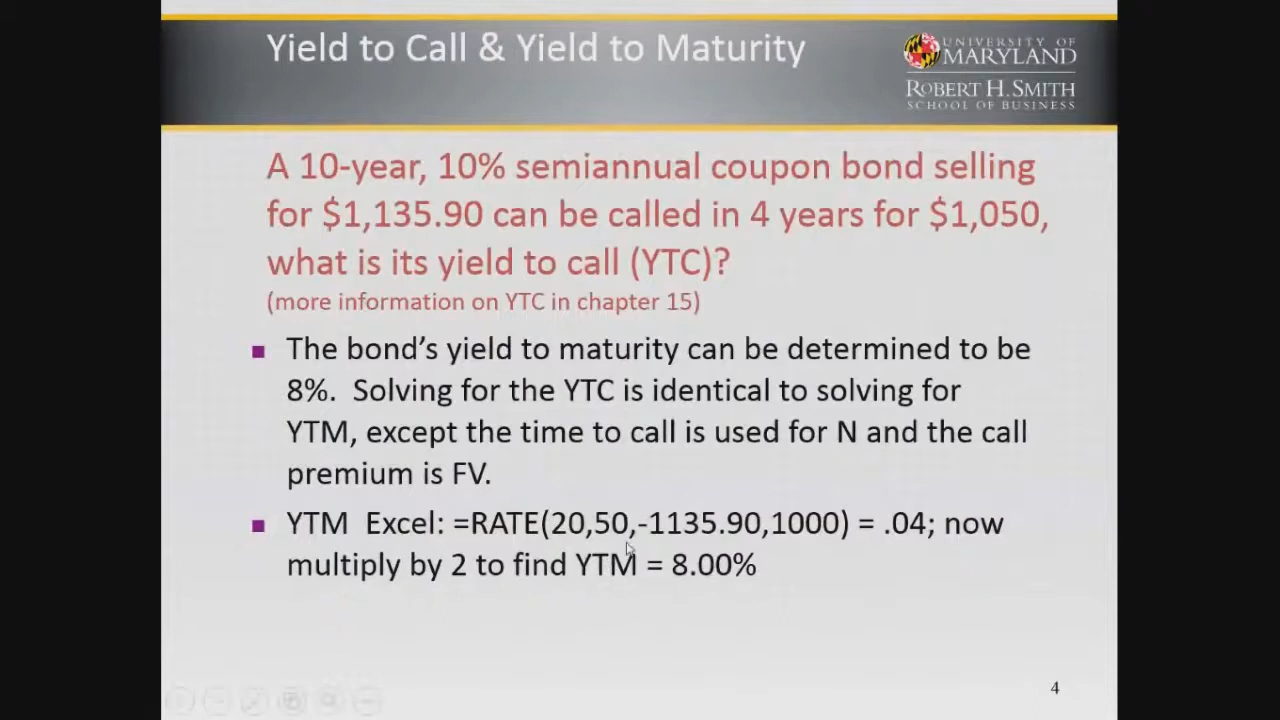 Yield to Call & Yield to Maturity
UNIVERSITY OF
MARYLAND
ROBERT H. SMITH
SCHOOL OF BUSINESS
A 10-year, 10% semiannual coupon bond selling
for $1,135.90 can be called in 4 years for $1,050,
what is its yield to call (YTC)?
(more information on YTC in chapter 15)
■ The bond’s yield to maturity can be determined to be
8%.  Solving for the YTC is identical to solving for
YTM, except the time to call is used for N and the call
premium is FV.
■ YTM  Excel: =RATE(20,50,-1135.90,1000) = .04; now
multiply by 2 to find YTM = 8.00%
4